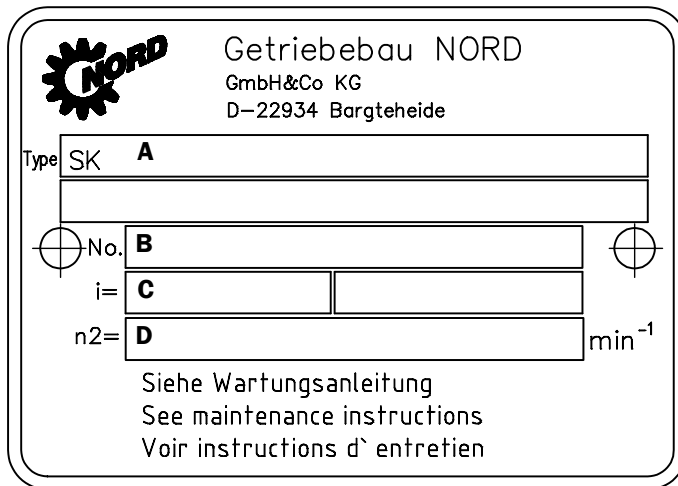 NORD
Getriebebau NORD
GmbH&Co KG
D-22934 Bargteheide
Type SK A
No. B
i= C
n2= D min⁻¹
Siehe Wartungsanleitung
See maintenance instructions
Voir instructions d` entretien